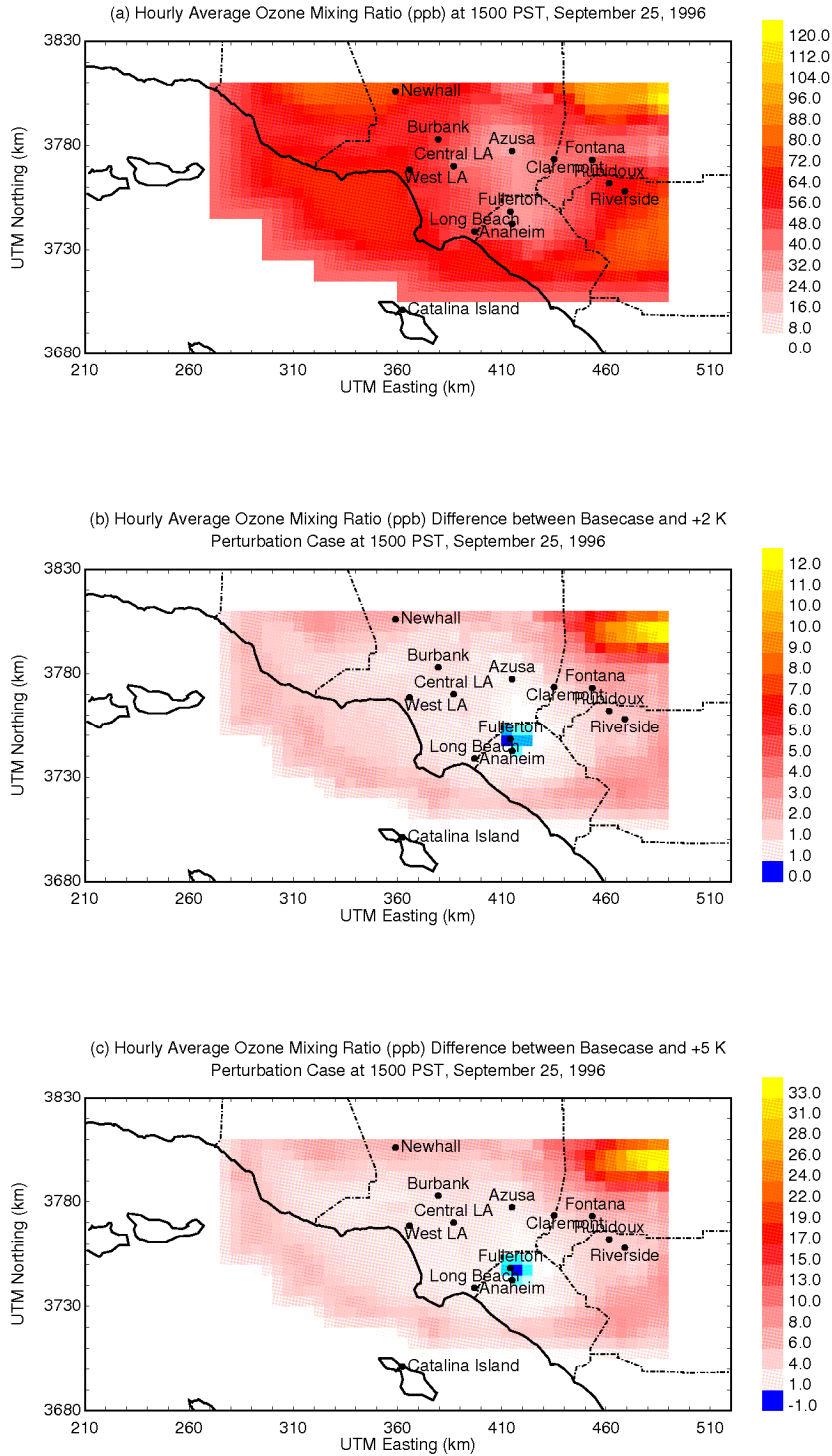 (a) Hourly Average Ozone Mixing Ratio (ppb) at 1500 PST, September 25, 1996
3830
3780
3730
3680
UTM Northing (km)
Newhall
Burbank
Azusa
Central LA
Fontana
Claremont
West LA
Rubidoux
Fullerton
Riverside
Long Beach
Anaheim
Catalina Island
210
260
310
360
410
460
510
UTM Easting (km)
120.0
112.0
104.0
96.0
88.0
80.0
72.0
64.0
56.0
48.0
40.0
32.0
24.0
16.0
8.0
0.0
(b) Hourly Average Ozone Mixing Ratio (ppb) Difference between Basecase and +2 K
Perturbation Case at 1500 PST, September 25, 1996
3830
3780
3730
3680
UTM Northing (km)
Newhall
Burbank
Azusa
Central LA
Fontana
Claremont
West LA
Rubidoux
Fullerton
Riverside
Long Beach
Anaheim
Catalina Island
210
260
310
360
410
460
510
UTM Easting (km)
12.0
11.0
10.0
9.0
8.0
7.0
6.0
5.0
4.0
3.0
2.0
1.0
1.0
0.0
(c) Hourly Average Ozone Mixing Ratio (ppb) Difference between Basecase and +5 K
Perturbation Case at 1500 PST, September 25, 1996
3830
3780
3730
3680
UTM Northing (km)
Newhall
Burbank
Azusa
Central LA
Fontana
Claremont
West LA
Rubidoux
Fullerton
Riverside
Long Beach
Anaheim
Catalina Island
210
260
310
360
410
460
510
UTM Easting (km)
33.0
31.0
28.0
26.0
24.0
22.0
19.0
17.0
15.0
13.0
10.0
8.0
6.0
4.0
1.0
-1.0